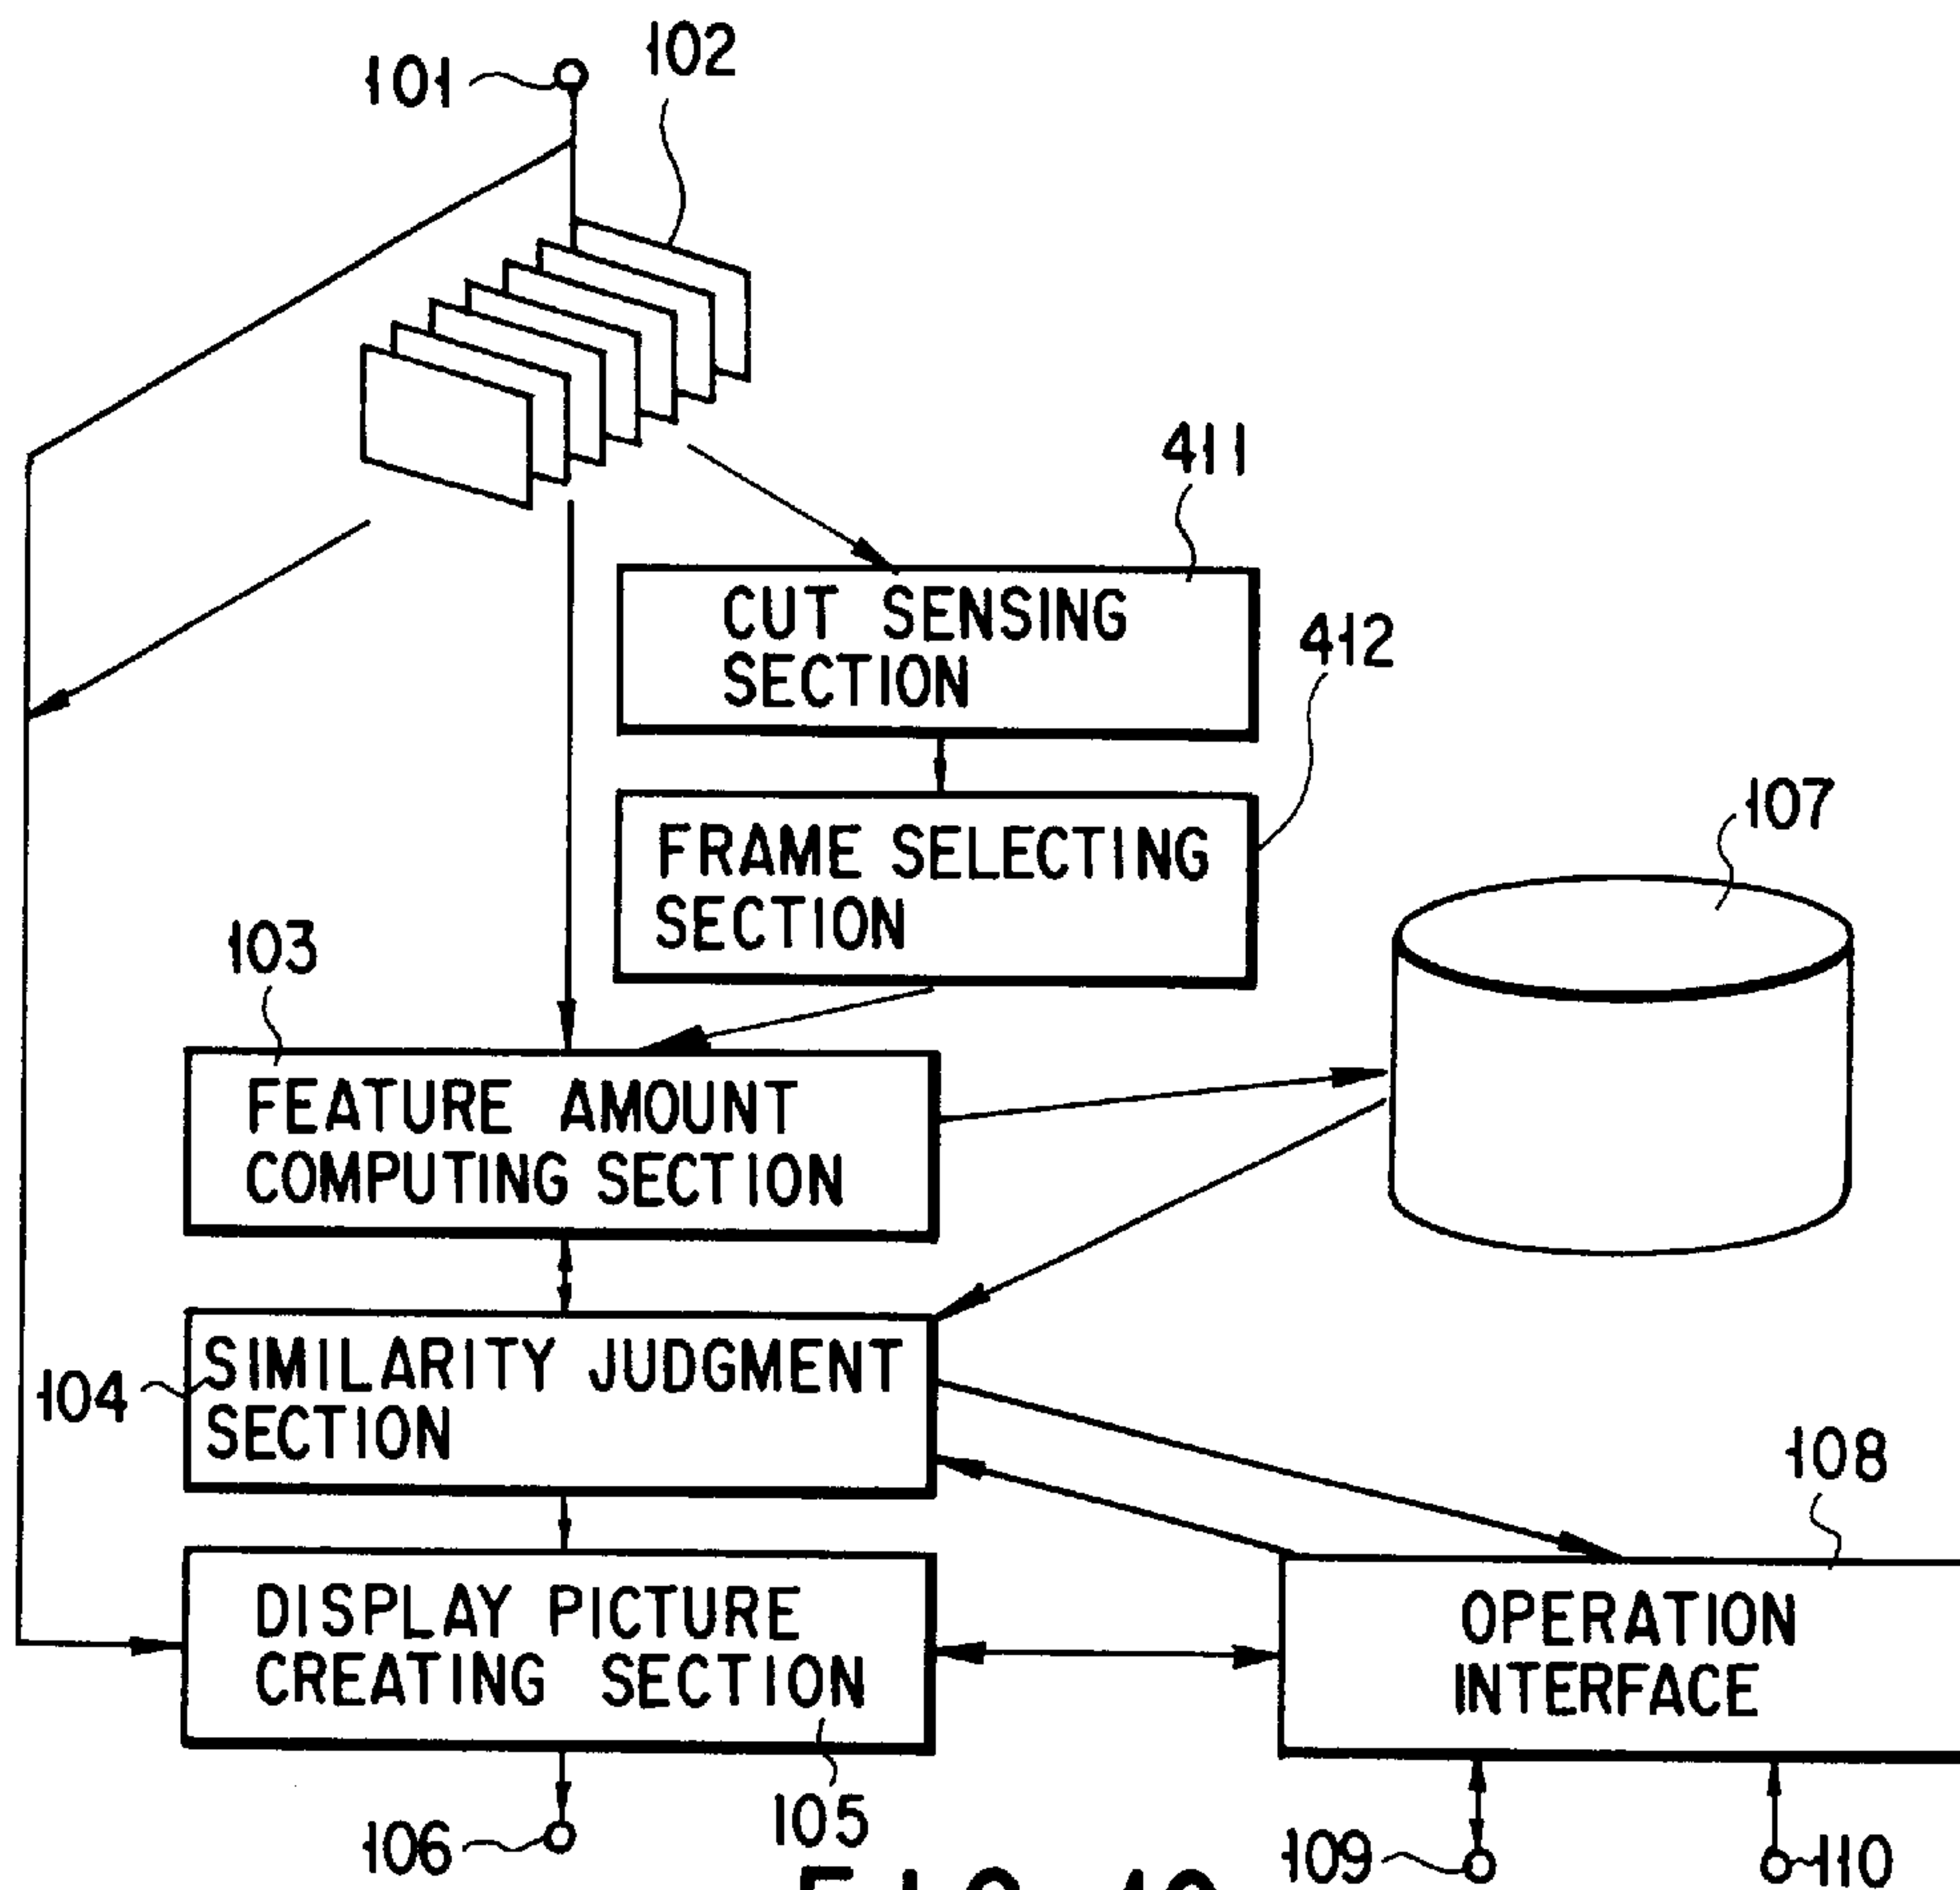 101
102
411
CUT SENSING
SECTION
412
FRAME SELECTING
SECTION
107
103
FEATURE AMOUNT
COMPUTING SECTION
104
SIMILARITY JUDGMENT
SECTION
108
DISPLAY PICTURE
CREATING SECTION
OPERATION
INTERFACE
105
106
109
110